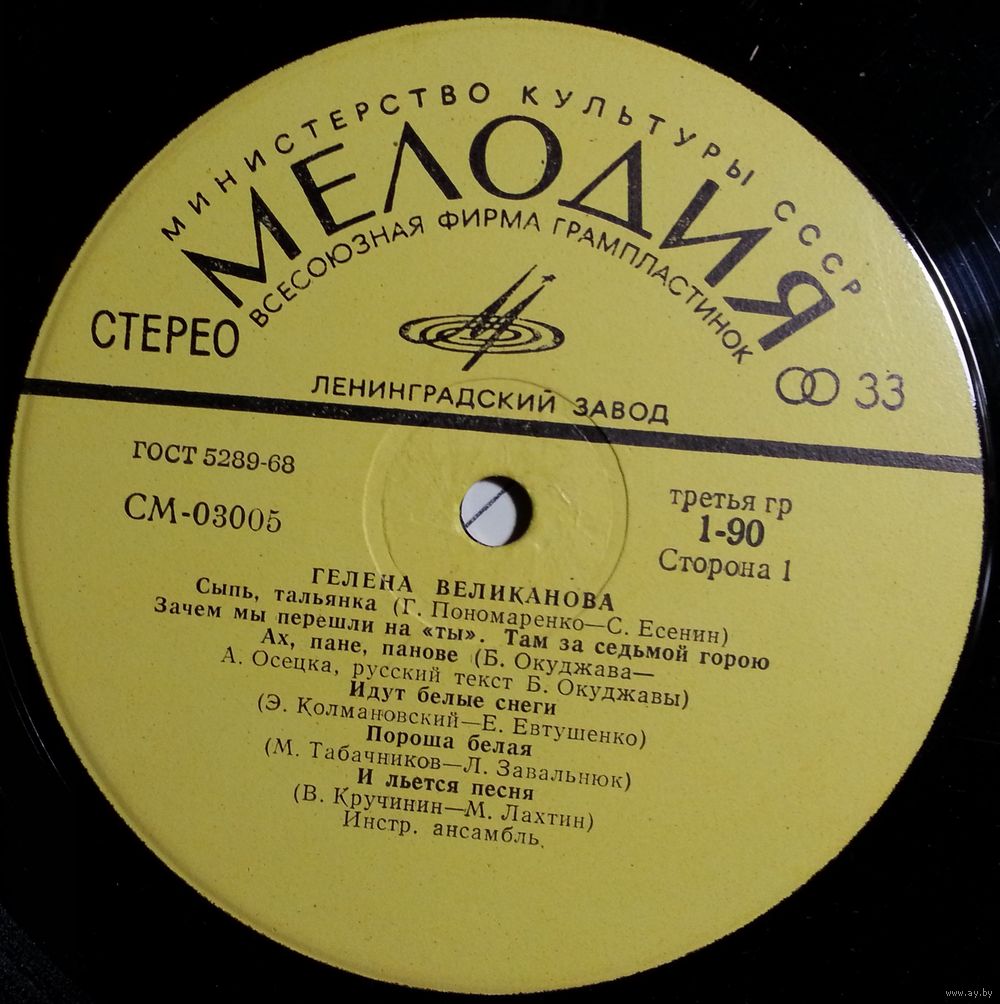 МИНИСТЕРСТВО КУЛЬТУРЫ СССР
МЕЛОДИЯ
ВСЕСОЮЗНАЯ ФИРМА ГРАМПЛАСТИНОК
СТЕРЕО
33
ЛЕНИНГРАДСКИЙ ЗАВОД
ГОСТ 5289-68
СМ-03005
третья гр
1-90
Сторона 1
ГЕЛЕНА ВЕЛИКАНОВА
Сыпь, тальянка (Г. Пономаренко—С. Есенин)
Зачем мы перешли на «ты». Там за седьмой горою
Ах, пане, панове (Б. Окуджава—
А. Осецка, русский текст Б. Окуджавы)
Идут белые снеги
(Э. Колмановский—Е. Евтушенко)
Пороша белая
(М. Табачников—Л. Завальнюк)
И льется песня
(В. Кручинин—М. Лахтин)
Инстр. ансамбль
www.ay.by